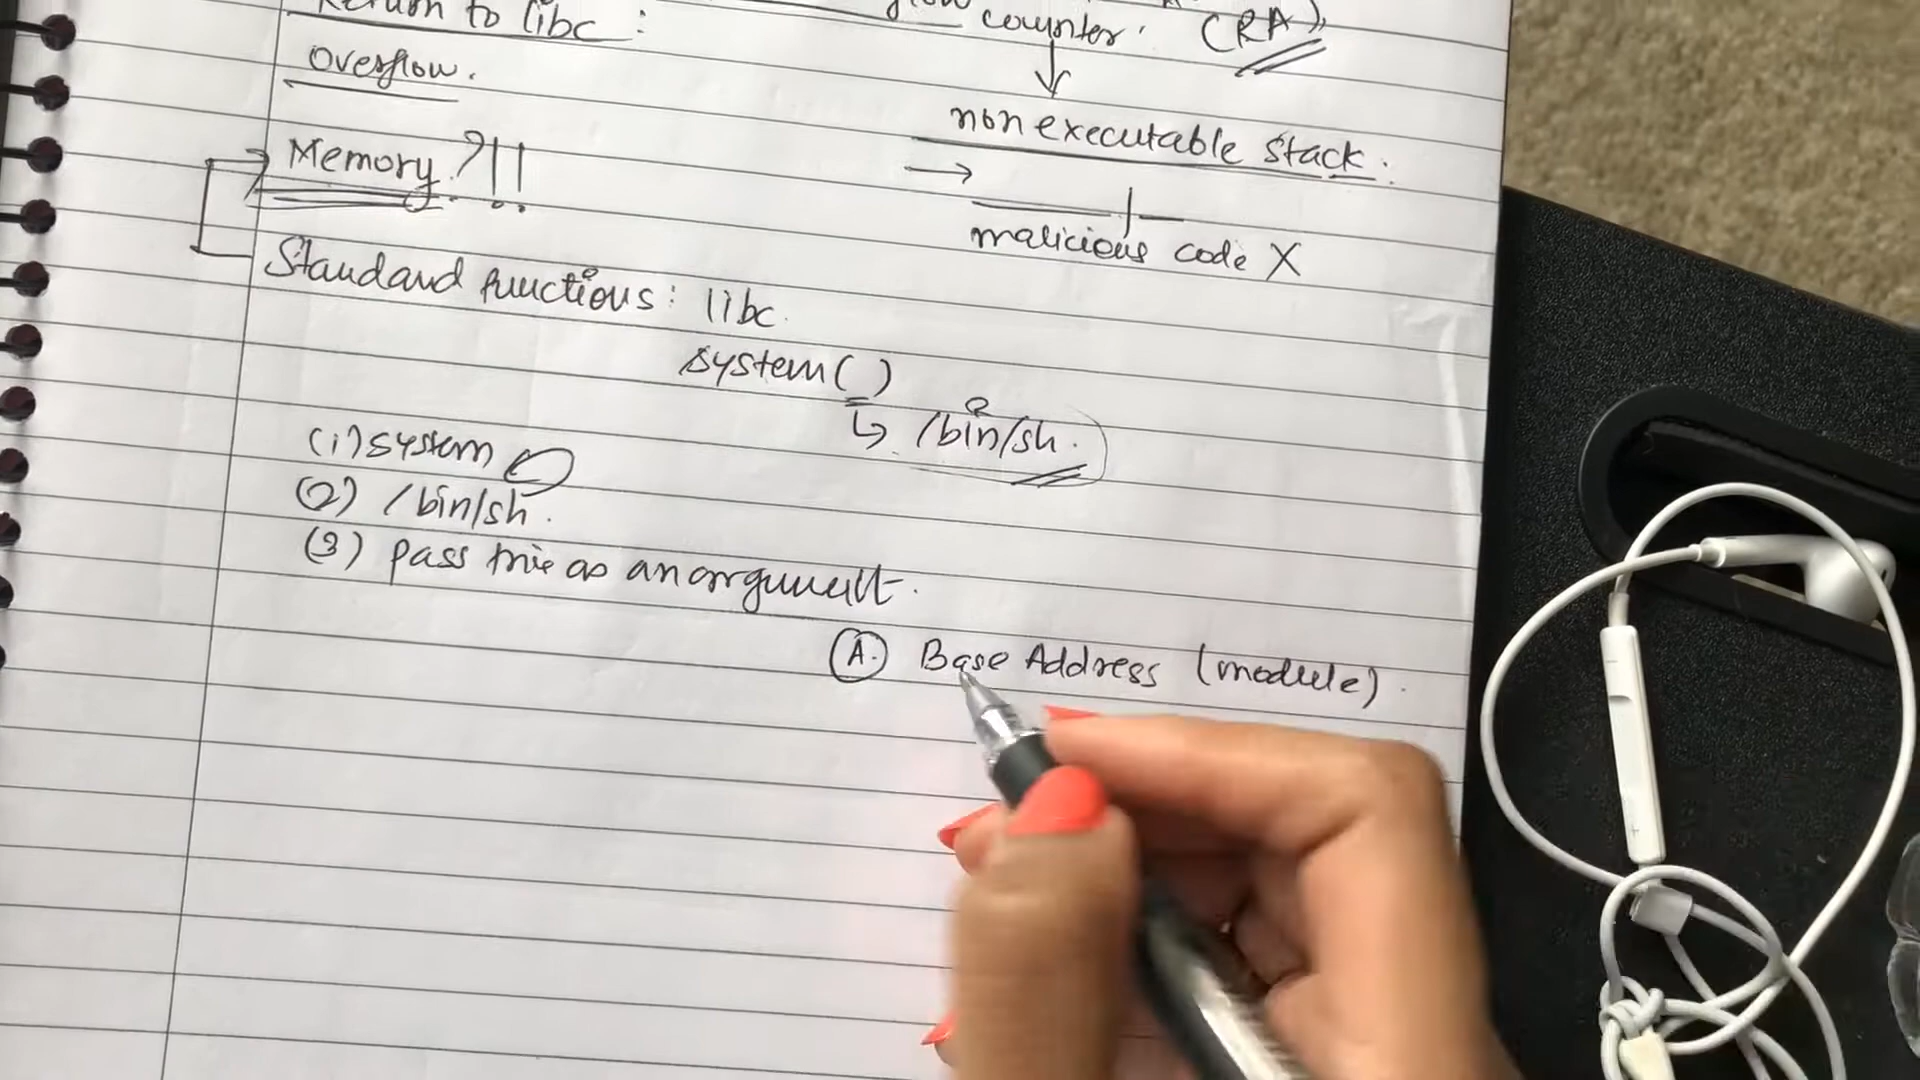 Return to libc :
Overflow.
Memory ?!!
Standard functions: libc.
system( )
↳ /bin/sh.
(1) system
(2) /bin/sh.
(3) pass this as an argument.
counter. (RA)
non executable stack.
→
malicious code X
(A.) Base Address (module).